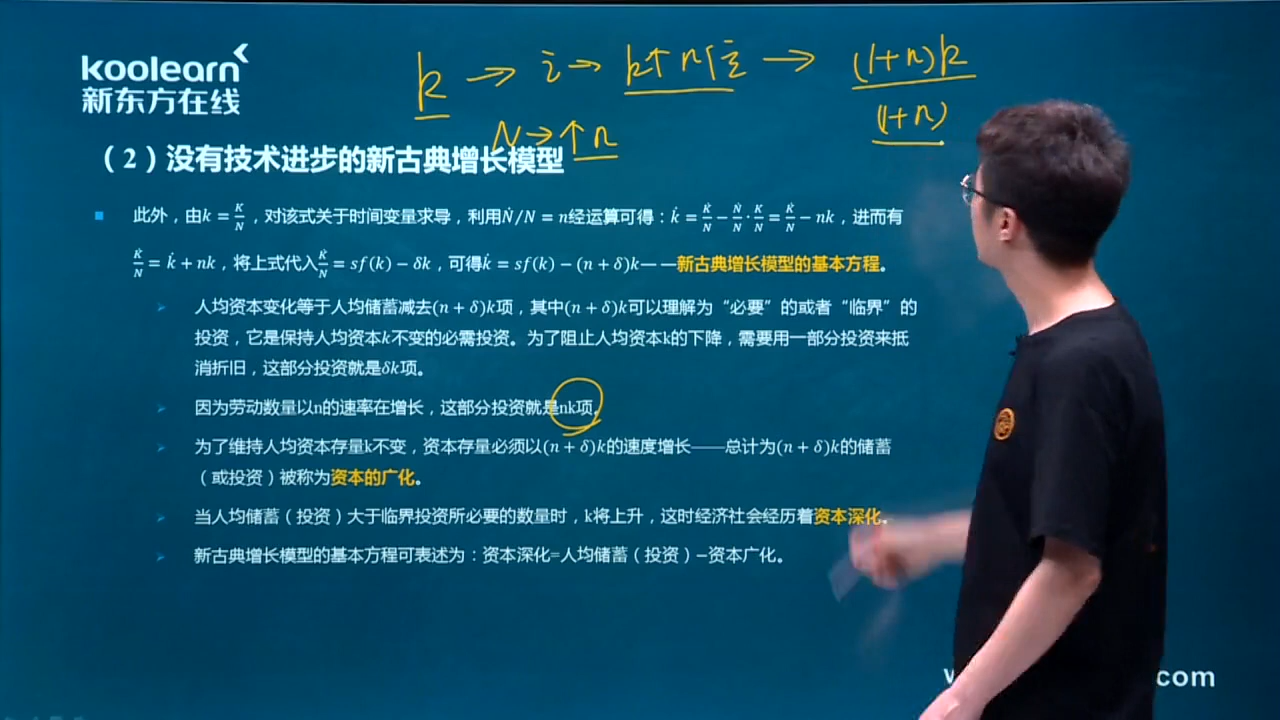 koolearn
新东方在线
k → i → k↑ n↑i → (1+n)k
(1+n)
N → ↑n
（2）没有技术进步的新古典增长模型
此外，由k = K/N，对该式关于时间变量求导，利用Ṅ/N = n经运算可得：k̇ = K̇/N − Ṅ/N · K/N = K̇/N − nk，进而有
K̇/N = k̇ + nk，将上式代入K̇/N = sf(k) − δk，可得k̇ = sf(k) − (n + δ)k——新古典增长模型的基本方程。
人均资本变化等于人均储蓄减去(n + δ)k项，其中(n + δ)k可以理解为“必要”的或者“临界”的
投资，它是保持人均资本k不变的必需投资。为了阻止人均资本k的下降，需要用一部分投资来抵
消折旧，这部分投资就是δk项。
因为劳动数量以n的速率在增长，这部分投资就是nk项。
为了维持人均资本存量k不变，资本存量必须以(n + δ)k的速度增长——总计为(n + δ)k的储蓄
（或投资）被称为资本的广化。
当人均储蓄（投资）大于临界投资所必要的数量时，k将上升，这时经济社会会经历着资本深化。
新古典增长模型的基本方程可表述为：资本深化=人均储蓄（投资）−资本广化。
w
.com